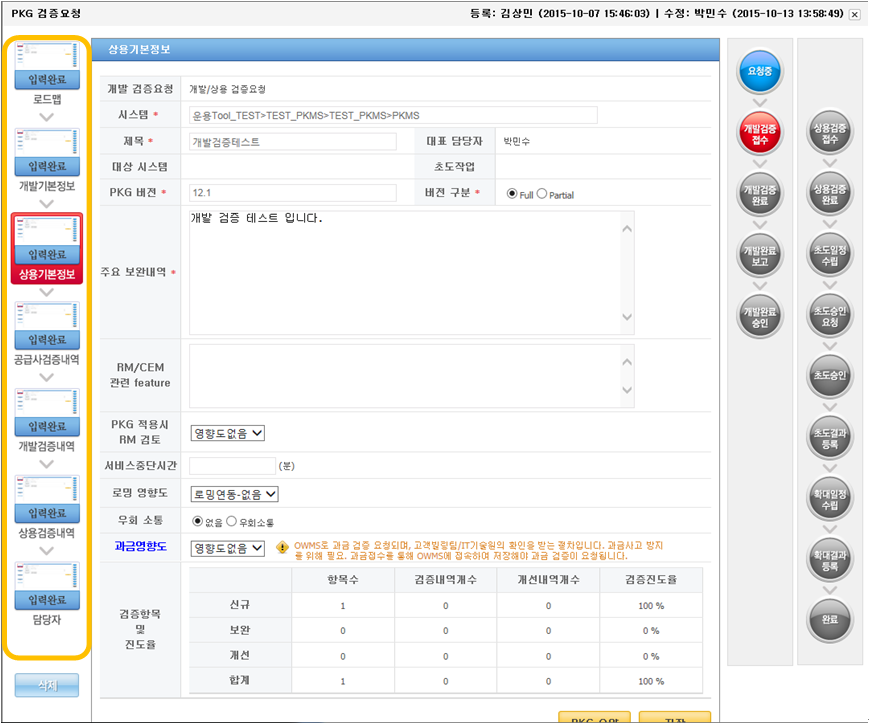 PKG 검증요청
등록: 김상민 (2015-10-07 15:46:03) | 수정: 박민수 (2015-10-13 13:58:49)
입력완료
로드맵
입력완료
개발기본정보
입력완료
상용기본정보
입력완료
공급사검증내역
입력완료
개발검증내역
입력완료
상용검증내역
입력완료
담당자
삭제
상용기본정보
개발 검증요청 개발/상용 검증요청
시스템 * 운용Tool_TEST>TEST_PKMS>TEST_PKMS>PKMS
제목 * 개발검증테스트 대표 담당자 박민수
대상 시스템 초도작업
PKG 버전 * 12.1 버전 구분 * Full Partial
주요 보완내역 * 개발 검증 테스트 입니다.
RM/CEM
관련 feature
PKG 적용시
RM 검토
영향도없음
서비스중단시간 (분)
로밍 영향도 로밍연동-없음
우회 소통 없음 우회소통
과금영향도 영향도없음
OWMS로 과금 검증 요청되며, 고객빌링팀/IT기술원의 확인을 받는 절차입니다. 과금사고 방지
를 위해 필요. 과금접수를 통해 OWMS에 접속하여 저장해야 과금 검증이 요청됩니다.
검증항목
및
진도율
항목수 검증내역개수 개선내역개수 검증진도율
신규 1 0 0 100 %
보완 0 0 0 0 %
개선 0 0 0 0 %
합계 1 0 0 100 %
요청중
개발검증
접수
개발검증
완료
개발완료
보고
개발완료
승인
상용검증
접수
상용검증
완료
초도일정
수립
초도승인
요청
초도승인
초도결과
등록
확대일정
수립
확대결과
등록
완료